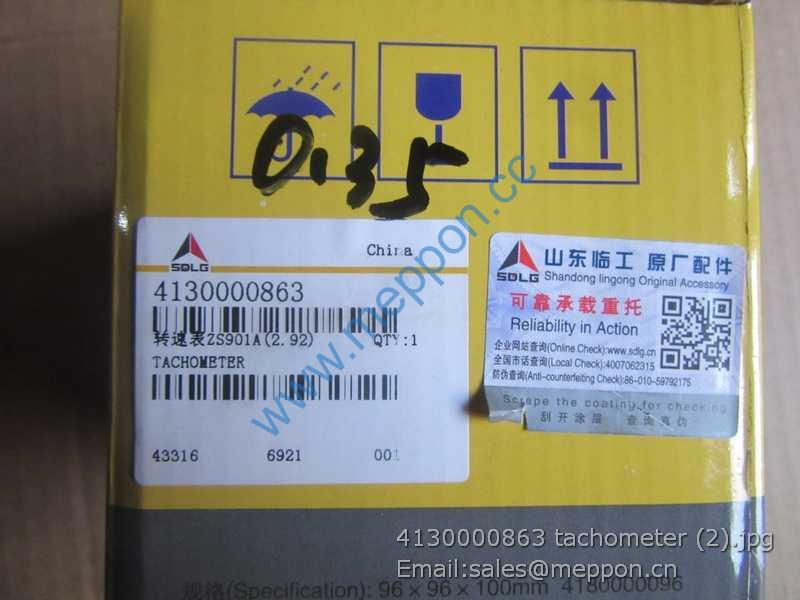 0.35
SDLG
China
4130000863
转速表ZS901A(2.92) QTY:1
TACHOMETER
43316 6921 001
SDLG 山东临工 原厂配件
Shandong lingong Original Accessory
可靠承载重托
Reliability in Action
企业网站查询(Online Check):www.sdlg.cn
全国市话查询(Local Check):4007062315
防伪查询(Anti-counterfeiting Check):86-010-59792175
Scrape the coating for checking
刮开涂层 查询真伪
www.meppon.cc
4130000863 tachometer (2).jpg
Email:sales@meppon.cn
规格(Specification): 96×96×100mm 4130000096